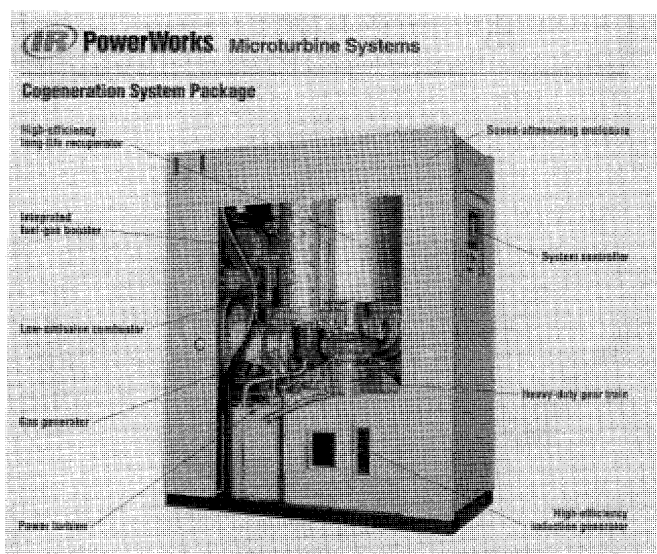 IR PowerWorks Microturbine Systems
Cogeneration System Package
High-efficiency
long-life recuperator
Sound-attenuating enclosure
Integrated
fuel-gas booster
System controller
Low-emission combustor
Heavy-duty gear train
Gas generator
High-efficiency
induction generator
Power turbine